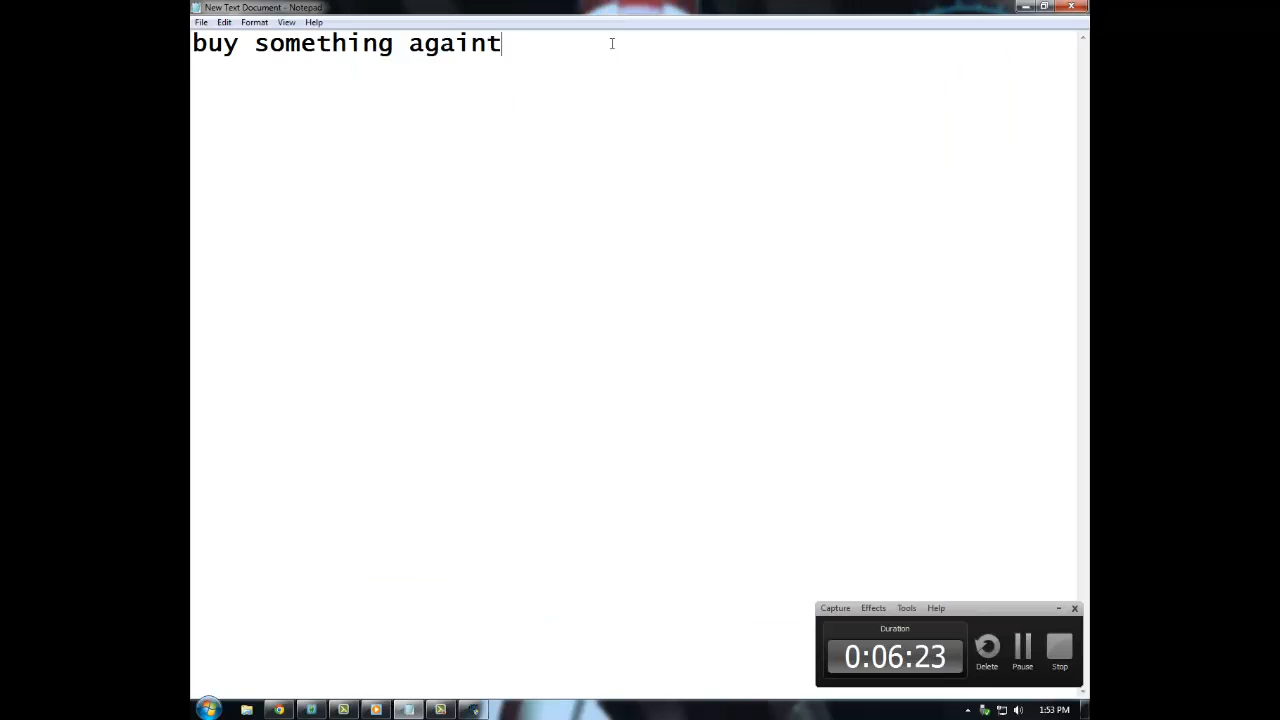 New Text Document - Notepad
File Edit Format View Help
buy something againt
Capture Effects Tools Help
Duration
0:06:23
Delete Pause Stop
1:53 PM